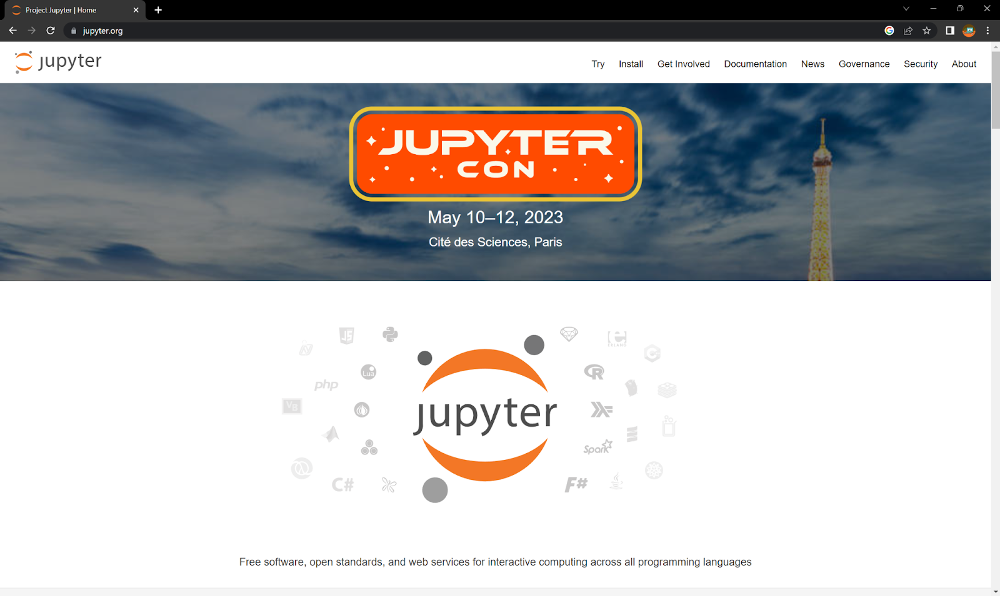 Project Jupyter | Home
jupyter.org
jupyter
Try Install Get Involved Documentation News Governance Security About
JUPYTER
CON
May 10–12, 2023
Cité des Sciences, Paris
JS
ERLANG
C
Lua
R
php
VB
jupyter
Spark
C#
F#
Free software, open standards, and web services for interactive computing across all programming languages